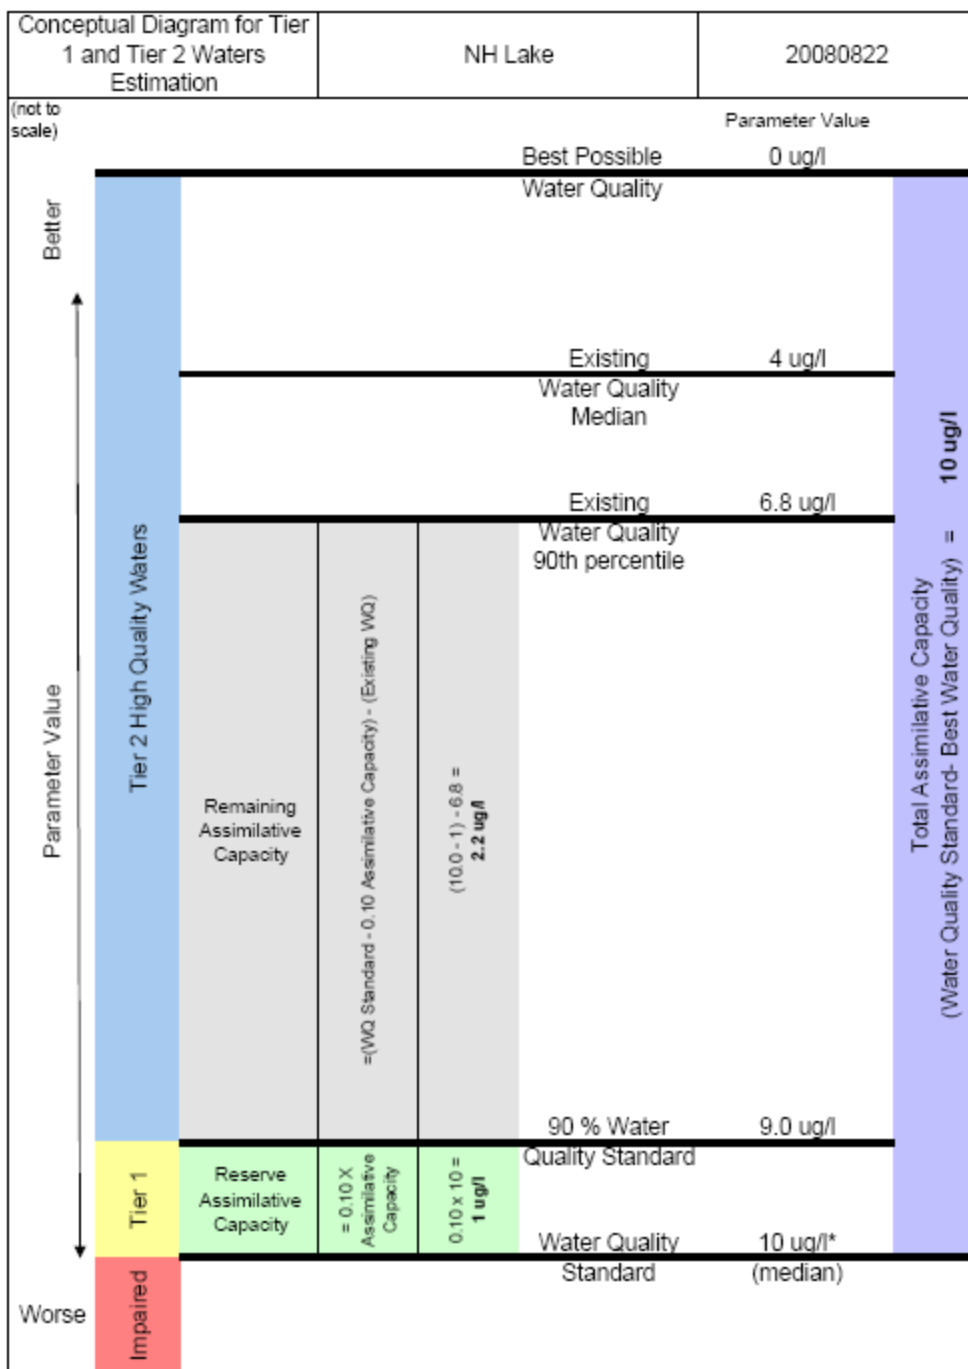 Conceptual Diagram for Tier
1 and Tier 2 Waters
Estimation
NH Lake
20080822
(not to
scale)
Parameter Value
Best Possible
0 ug/l
Water Quality
Better
Existing
4 ug/l
Water Quality
Median
Existing
6.8 ug/l
Water Quality
90th percentile
Parameter Value
Tier 2 High Quality Waters
Remaining
Assimilative
Capacity
=(WQ Standard - 0.10 Assimilative Capacity) - (Existing WQ)
(10.0 - 1) - 6.8 =
2.2 ug/l
Total Assimilative Capacity
(Water Quality Standard- Best Water Quality) = 10 ug/l
90 % Water
9.0 ug/l
Quality Standard
Tier 1
Reserve
Assimilative
Capacity
= 0.10 X
Assimilative
Capacity
0.10 x 10 =
1 ug/l
Water Quality
10 ug/l*
Standard
(median)
Worse
Impaired